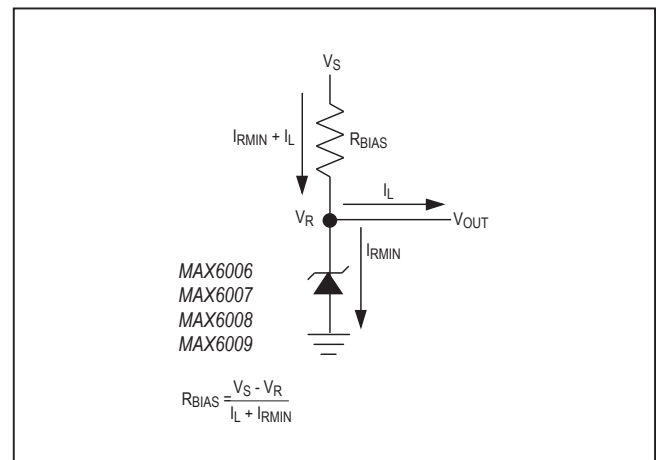 VS
IRMIN + IL
RBIAS
IL
VR
VOUT
IRMIN
MAX6006
MAX6007
MAX6008
MAX6009
RBIAS = VS - VR
IL + IRMIN